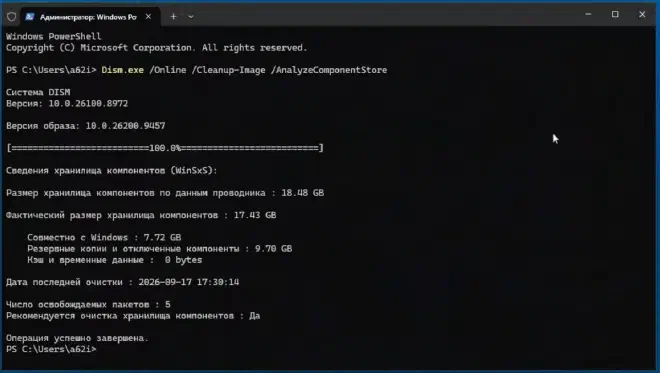 Администратор: Windows Po
Windows PowerShell
Copyright (C) Microsoft Corporation. All rights reserved.
PS C:\Users\a62i> Dism.exe /Online /Cleanup-Image /AnalyzeComponentStore
Cистема DISM
Версия: 10.0.26100.8972
Версия образа: 10.0.26200.9457
[==========================100.0%==========================]
Сведения хранилища компонентов (WinSxS):
Размер хранилища компонентов по данным проводника : 18.48 GB
Фактический размер хранилища компонентов : 17.43 GB
Совместно с Windows : 7.72 GB
Резервные копии и отключенные компоненты : 9.70 GB
Кэш и временные данные :  0 bytes
Дата последней очистки : 2026-09-17 17:30:14
Число освобождаемых пакетов : 5
Рекомендуется очистка хранилища компонентов : Да
Операция успешно завершена.
PS C:\Users\a62i>